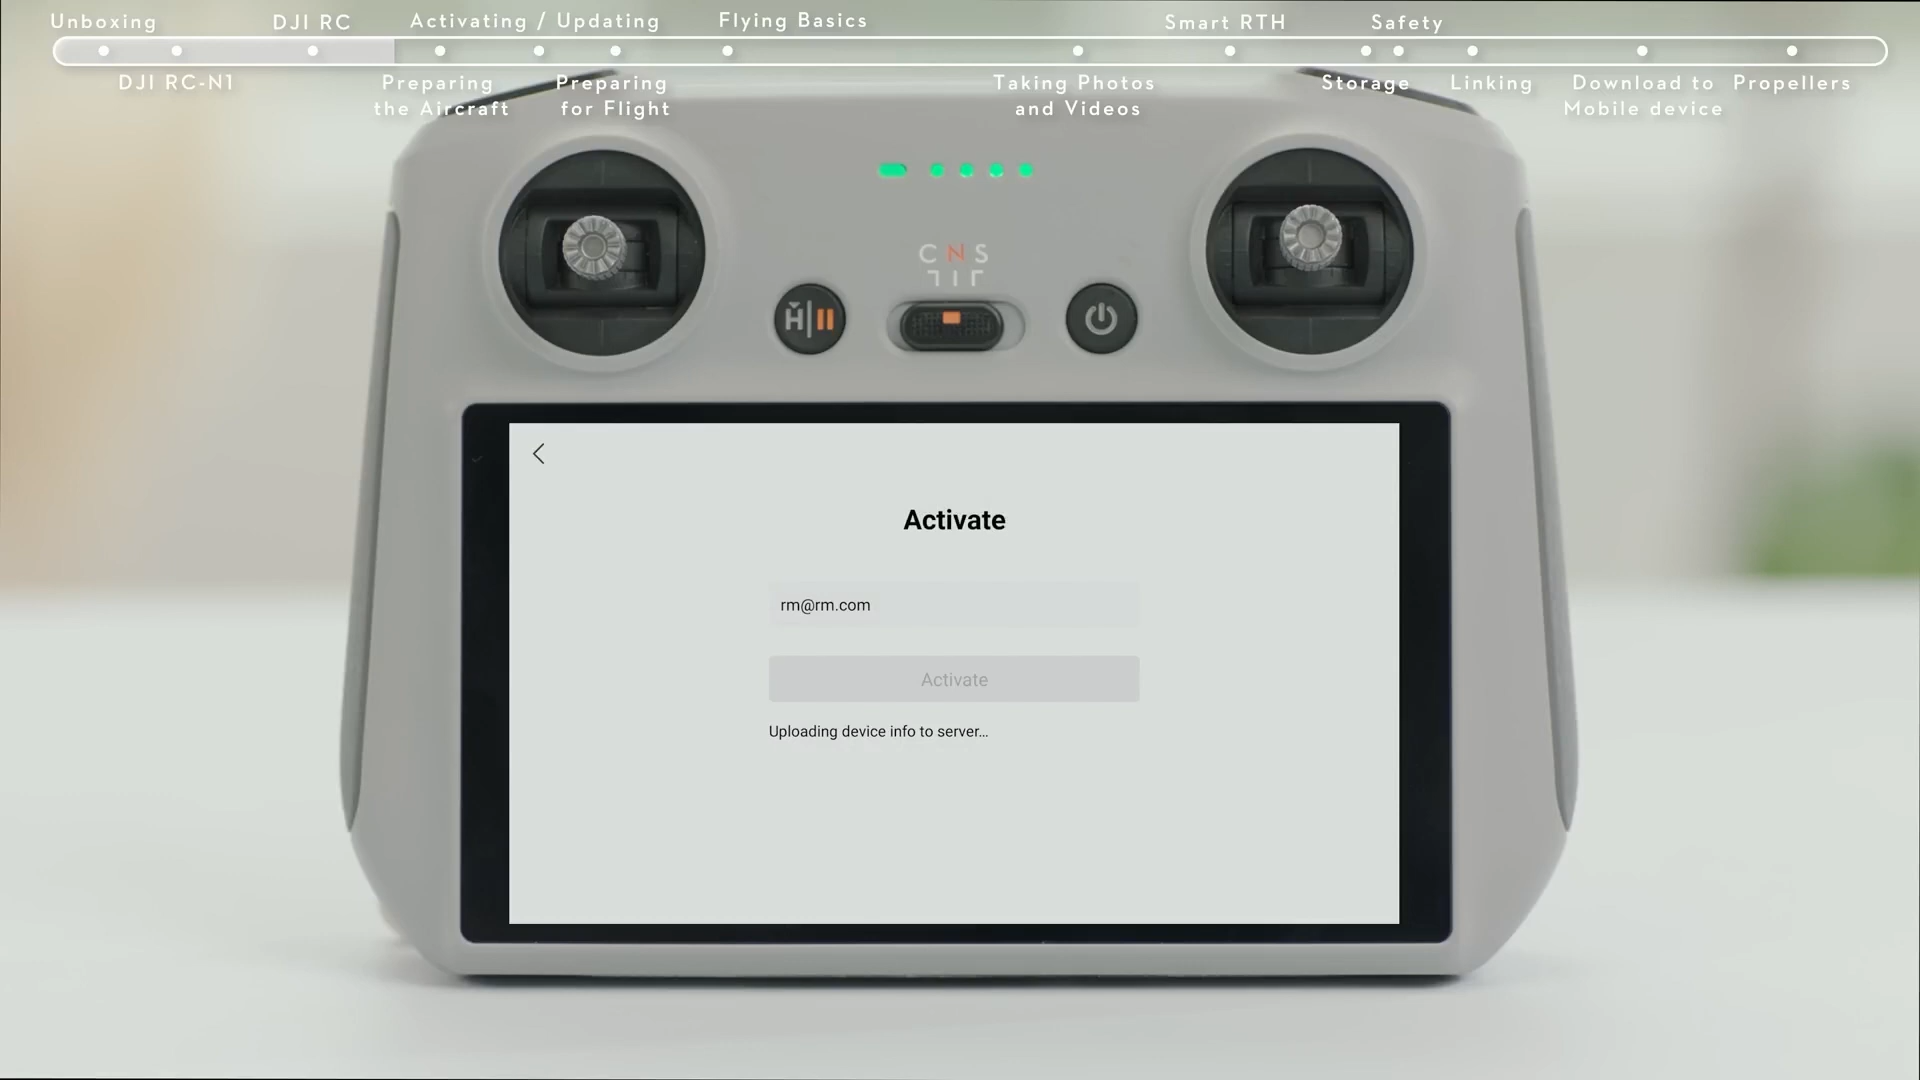 Unboxing
DJI RC
Activating / Updating
Flying Basics
Smart RTH
Safety
DJI RC-N1
Preparing
the Aircraft
Preparing
for Flight
Taking Photos
and Videos
Storage
Linking
Download to
Mobile device
Propellers
C N S
H
Activate
rm@rm.com
Activate
Uploading device info to server...